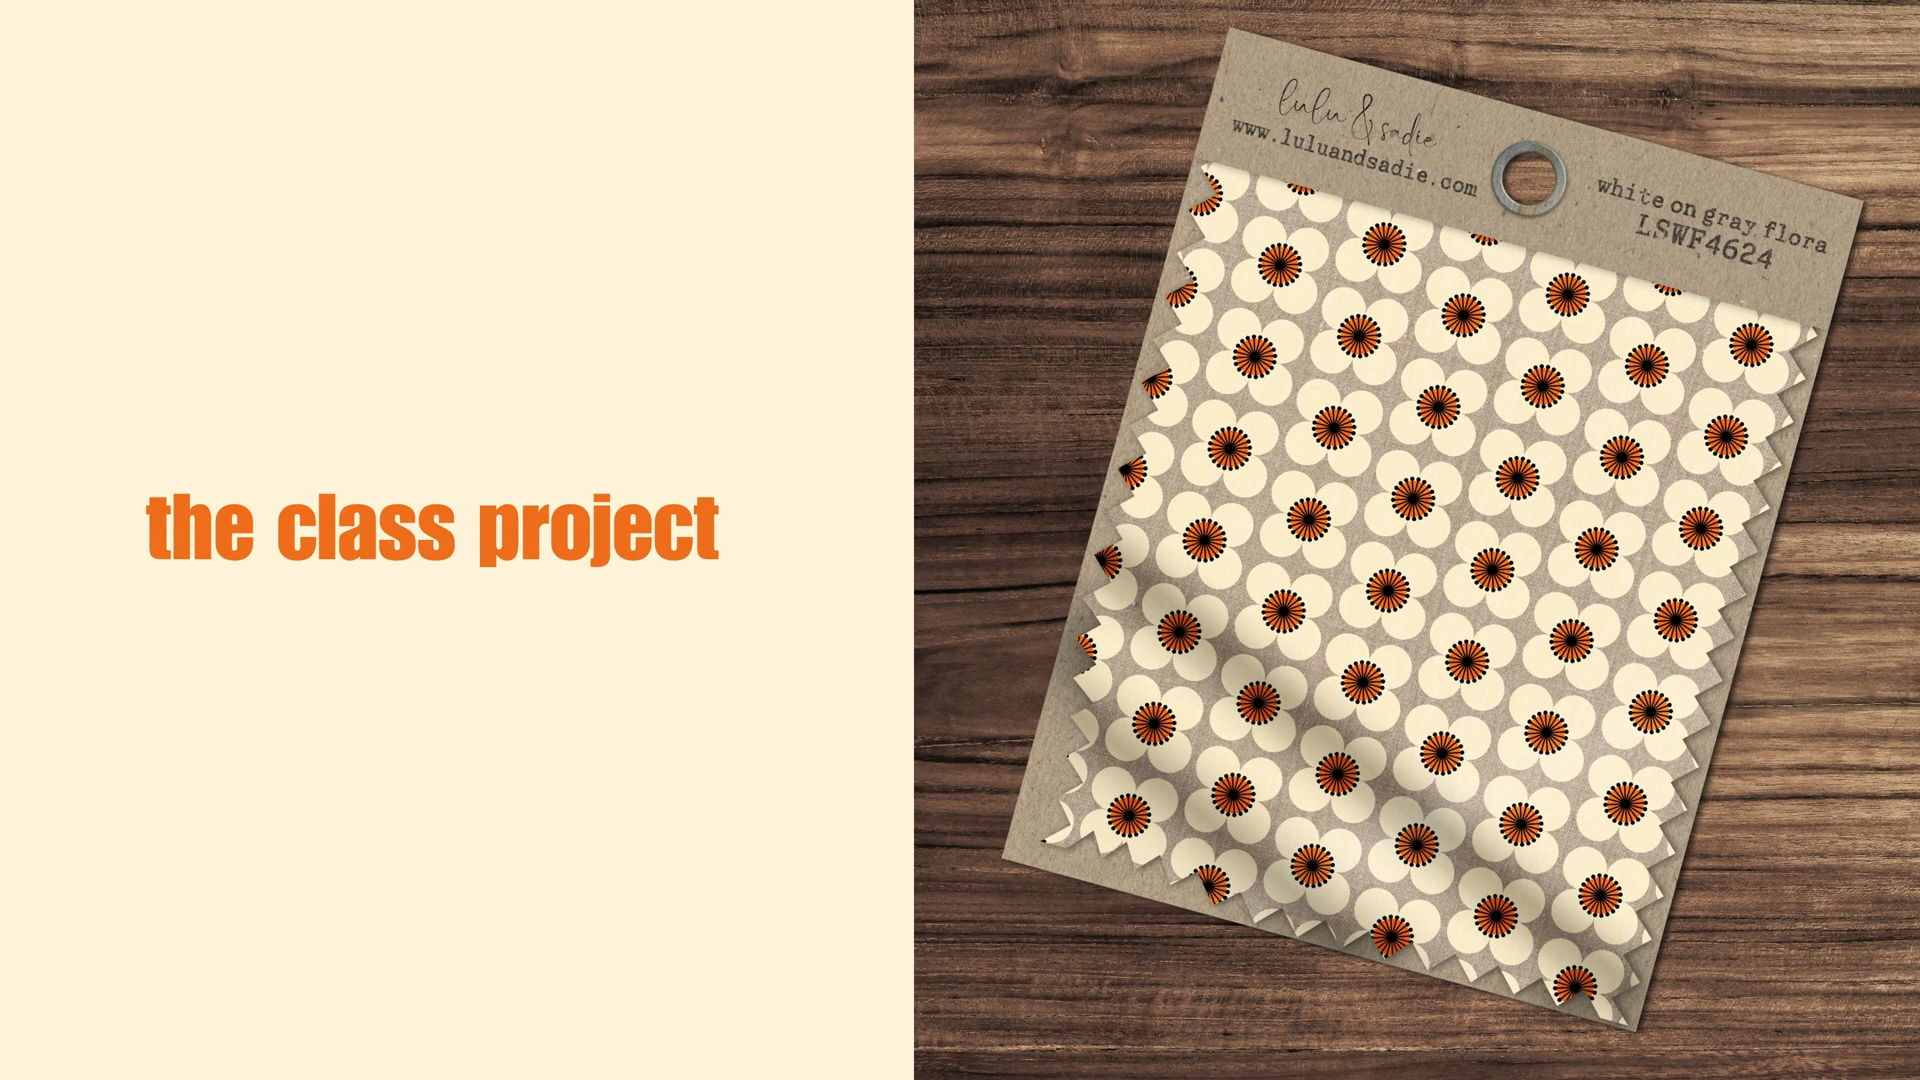 the class project
lulu & sadie
www.luluandsadie.com
white on gray flora
LSWF4624